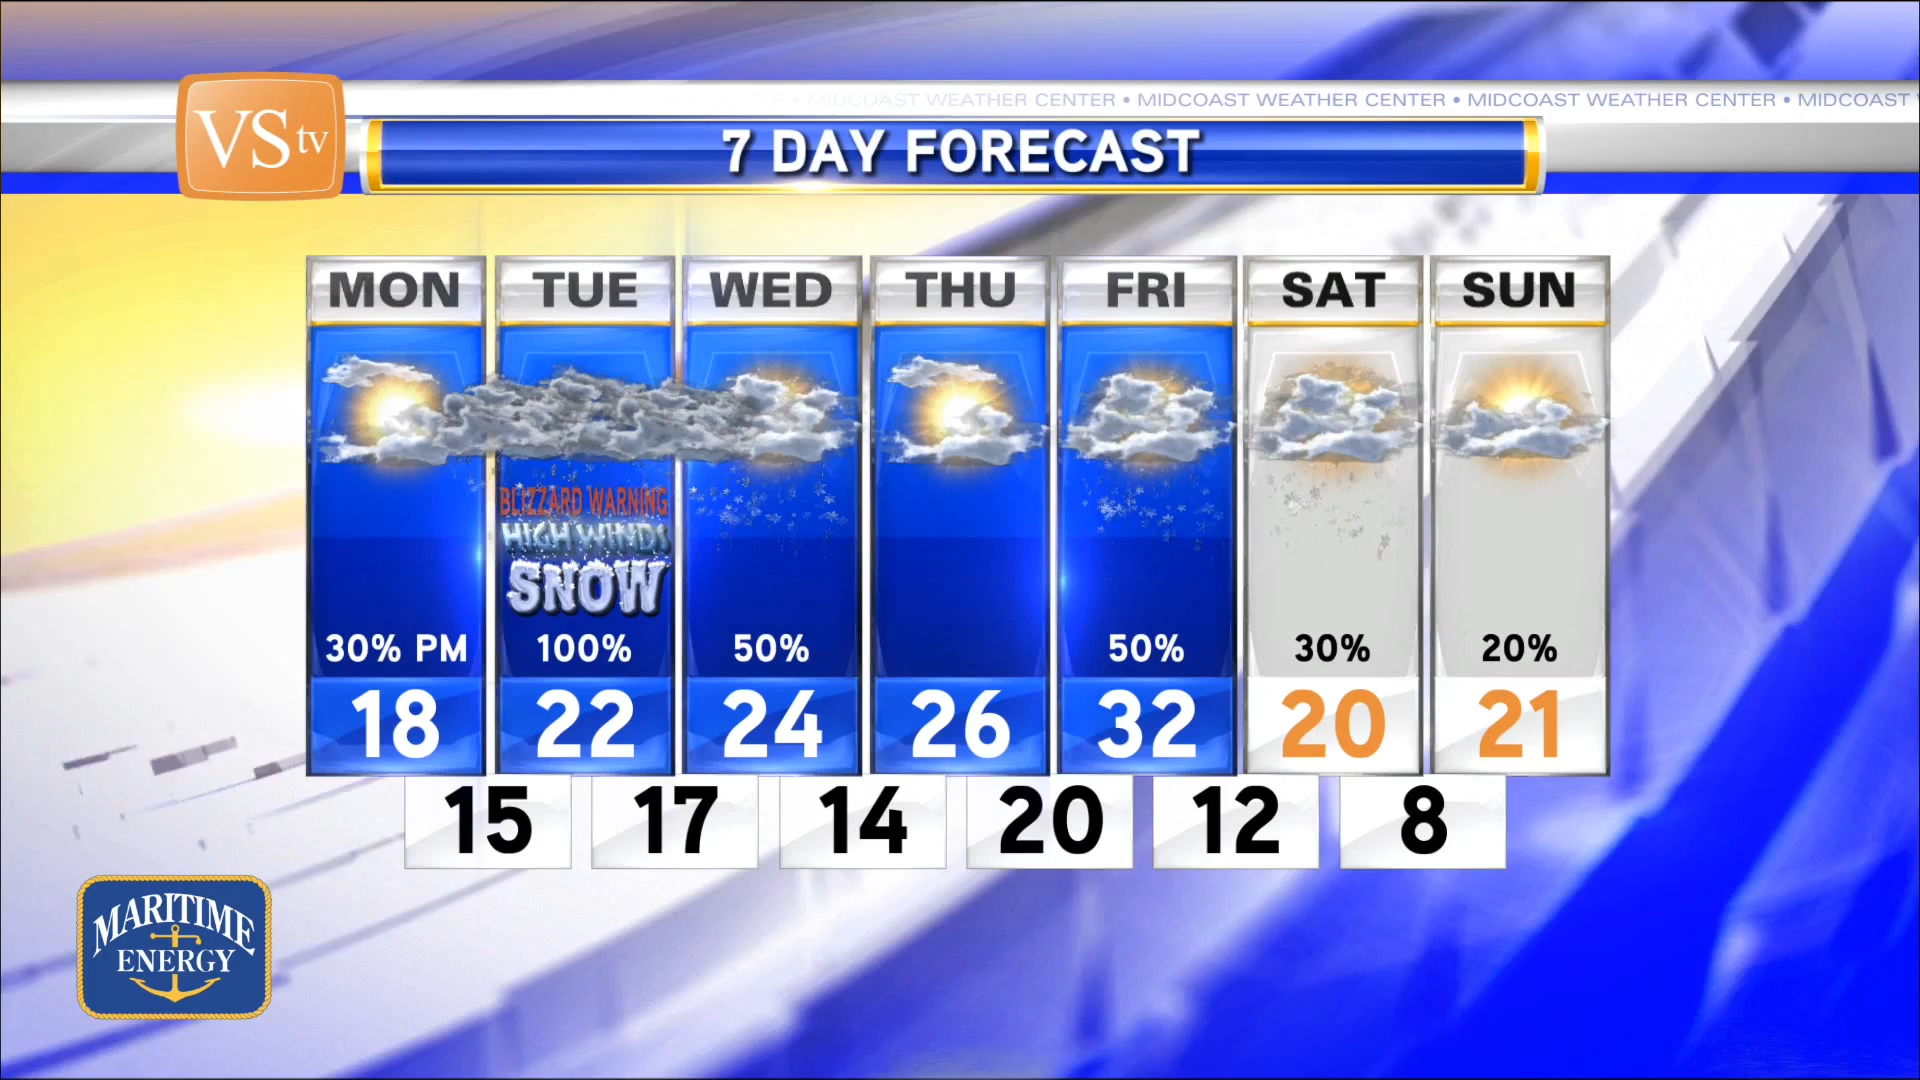 MIDCOAST WEATHER CENTER • MIDCOAST WEATHER CENTER • MIDCOAST WEATHER CENTER • MIDCOAST
VStv
7 DAY FORECAST
MON TUE WED THU FRI SAT SUN
BLIZZARD WARNING
HIGH WINDS
SNOW
30% PM 100% 50% 50% 30% 20%
18 22 24 26 32 20 21
15 17 14 20 12 8
MARITIME
ENERGY